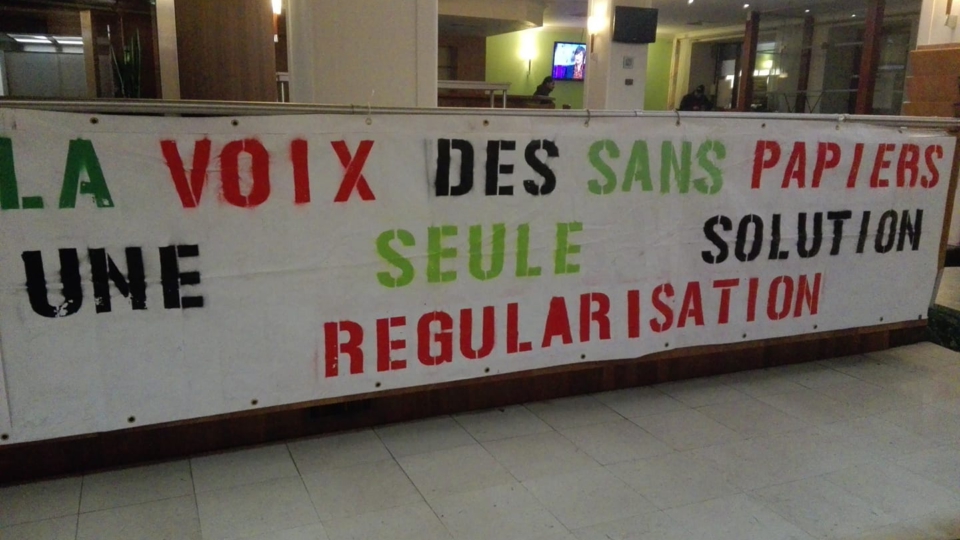 LA VOIX DES SANS PAPIERS
UNE SEULE SOLUTION
REGULARISATION